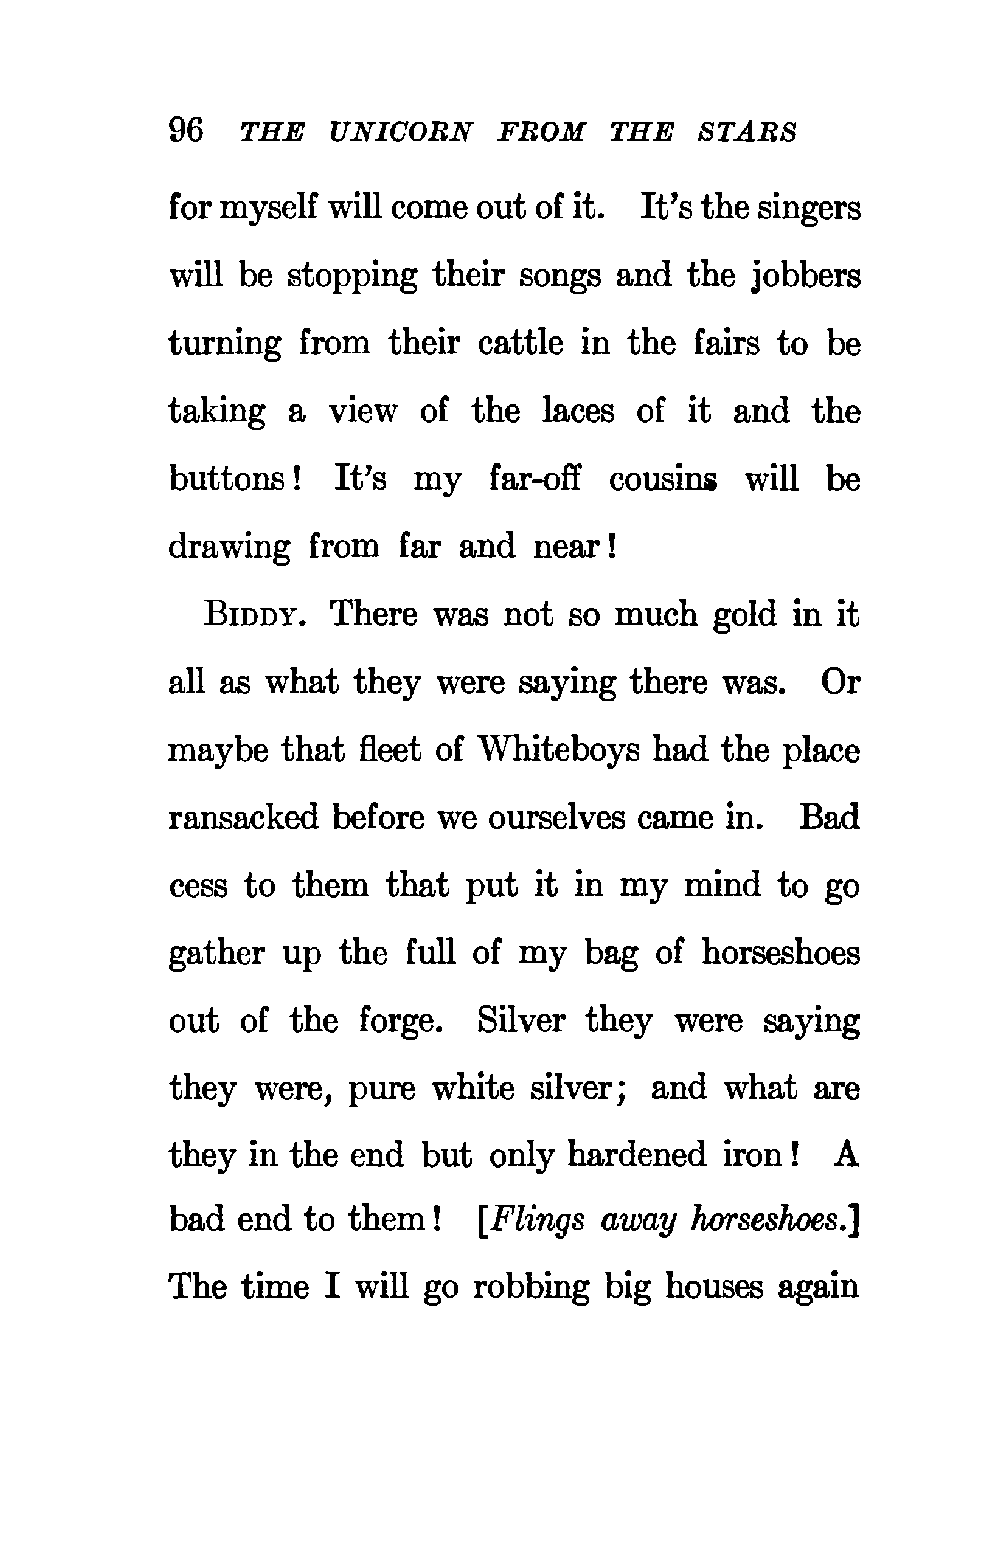 96 THE UNICORN FROM THE STARS
for myself will come out of it. It's the singers
will be stopping their songs and the jobbers
turning from their cattle in the fairs to be
taking a view of the laces of it and the
buttons! It's my far-off cousins will be
drawing from far and near!
BIDDY. There was not so much gold in it
all as what they were saying there was. Or
maybe that fleet of Whiteboys had the place
ransacked before we ourselves came in. Bad
cess to them that put it in my mind to go
gather up the full of my bag of horseshoes
out of the forge. Silver they were saying
they were, pure white silver; and what are
they in the end but only hardened iron! A
bad end to them! [Flings away horseshoes.]
The time I will go robbing big houses again